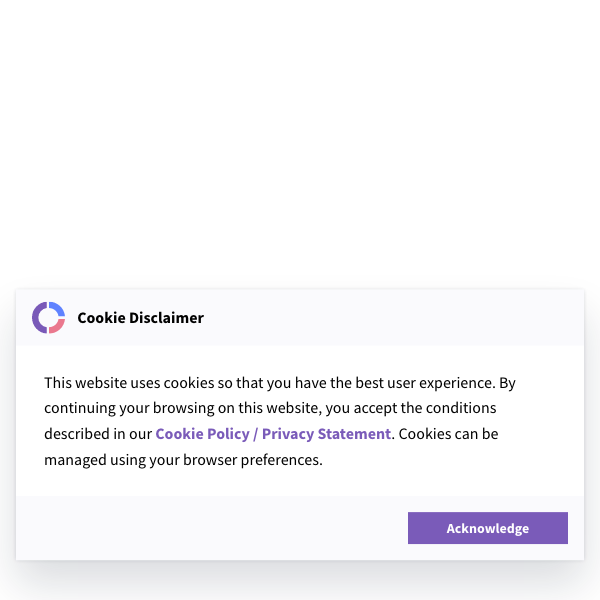 Cookie Disclaimer
This website uses cookies so that you have the best user experience. By
continuing your browsing on this website, you accept the conditions
described in our Cookie Policy / Privacy Statement. Cookies can be
managed using your browser preferences.
Acknowledge